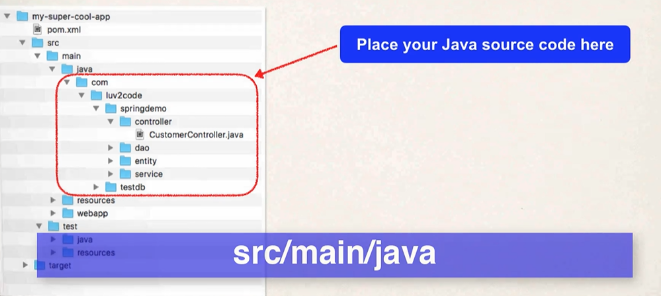 my-super-cool-app
pom.xml
src
main
java
com
luv2code
springdemo
controller
CustomerController.java
dao
entity
service
testdb
resources
webapp
test
java
resources
target
Place your Java source code here
src/main/java